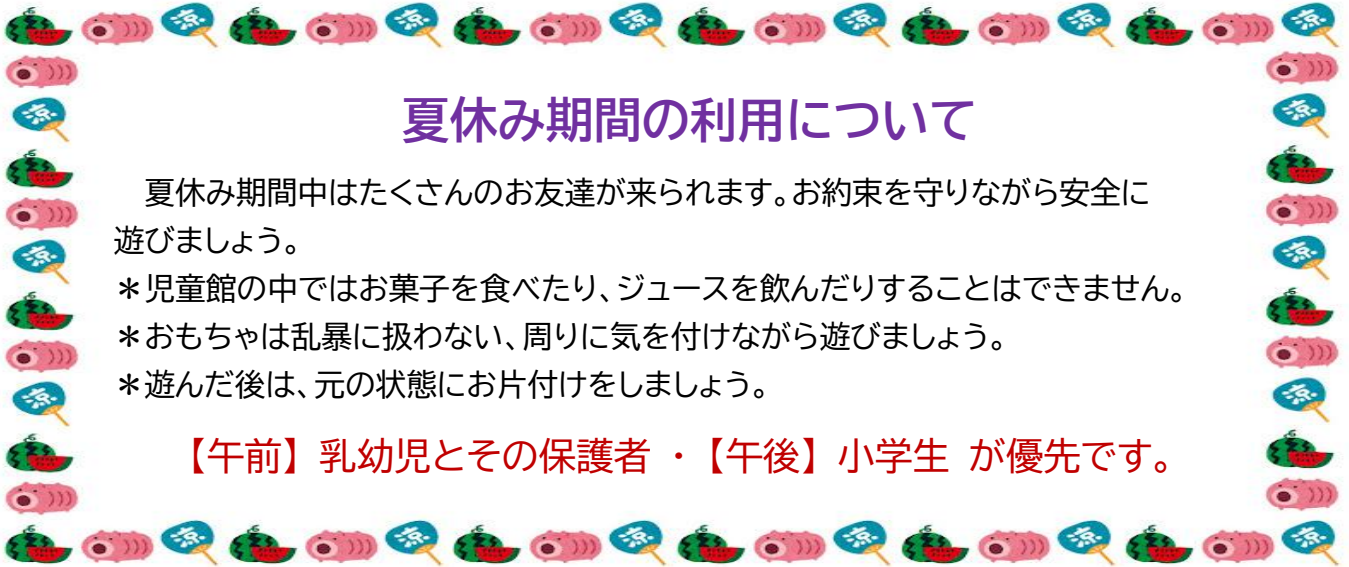 夏休み期間の利用について
夏休み期間中はたくさんのお友達が来られます。お約束を守りながら安全に
遊びましょう。
＊児童館の中ではお菓子を食べたり、ジュースを飲んだりすることはできません。
＊おもちゃは乱暴に扱わない、周りに気を付けながら遊びましょう。
＊遊んだ後は、元の状態にお片付けをしましょう。
【午前】乳幼児とその保護者 ・【午後】小学生 が優先です。